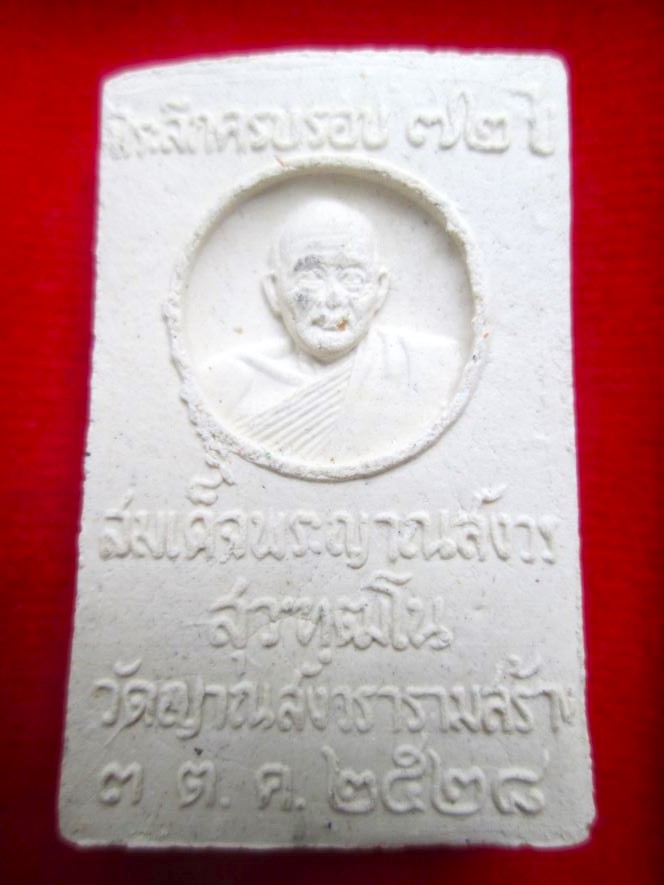 ที่ระลึกครบรอบ ๗๒ ปี
สมเด็จพระญาณสังวร
สุวฑฺฒโน
วัดญาณสังวรารามสร้าง
๓ ต. ค. ๒๕๒๘